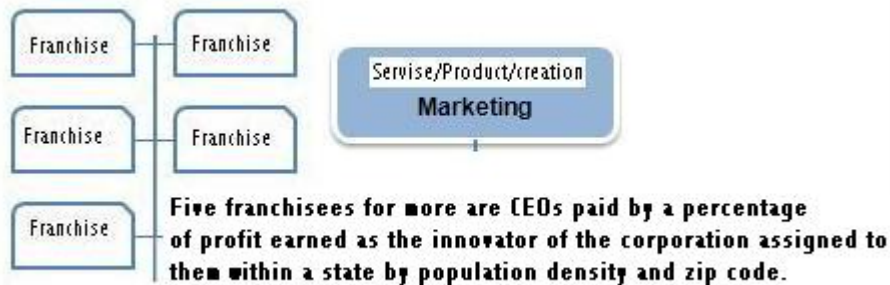 Franchise
Franchise
Servise/Product/creation
Marketing
Franchise
Franchise
Franchise
Five franchisees for more are CEOs paid by a percentage
of profit earned as the innovator of the corporation assigned to
them within a state by population density and zip code.